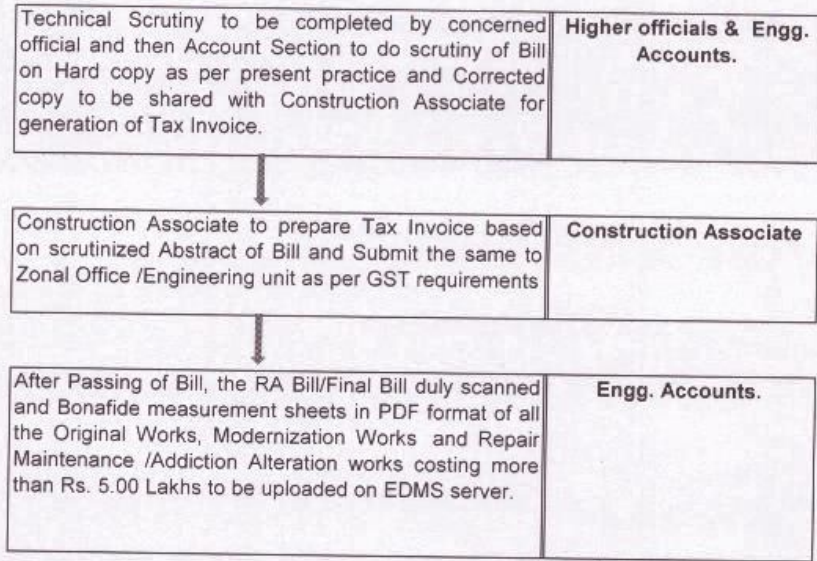 Technical Scrutiny to be completed by concerned
official and then Account Section to do scrutiny of Bill
on Hard copy as per present practice and Corrected
copy to be shared with Construction Associate for
generation of Tax Invoice.
Higher officials & Engg.
Accounts.
Construction Associate to prepare Tax Invoice based
on scrutinized Abstract of Bill and Submit the same to
Zonal Office /Engineering unit as per GST requirements
Construction Associate
After Passing of Bill, the RA Bill/Final Bill duly scanned
and Bonafide measurement sheets in PDF format of all
the Original Works, Modernization Works and Repair
Maintenance /Addiction Alteration works costing more
than Rs. 5.00 Lakhs to be uploaded on EDMS server.
Engg. Accounts.